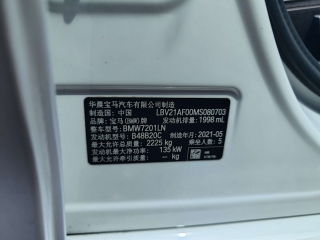 华晨宝马汽车有限公司制造
制造国：中国 LBV21AF00MS080703
品牌：宝马(BMW)牌 发动机排量：1998 mL
整车型号：BMW7201LN
发动机型号：B48B20C 制造年月：2021-05
最大允许总质量：2225 kg 乘坐人数：5
发动机最大净功率：135 kW
最大允许牵引质量：-- kg